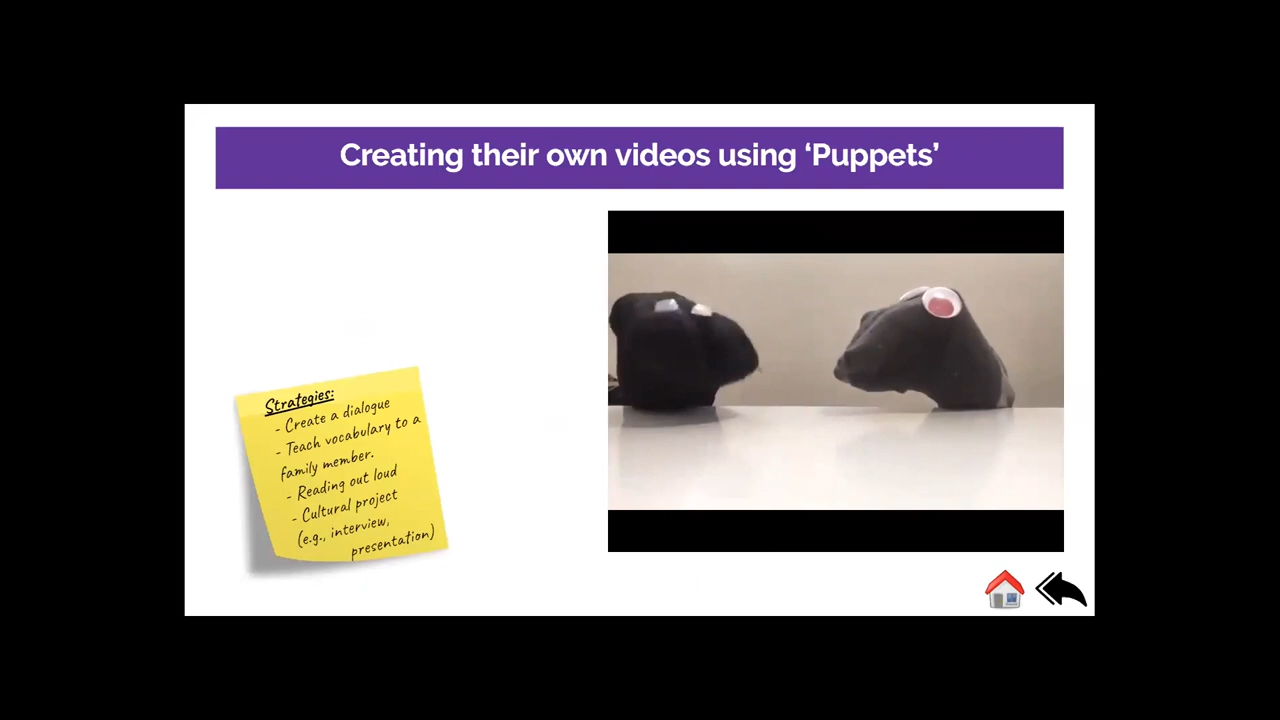 Creating their own videos using ‘Puppets’
Strategies:
- Create a dialogue
- Teach vocabulary to a
family member.
- Reading out loud
- Cultural project
(e.g., interview,
presentation)